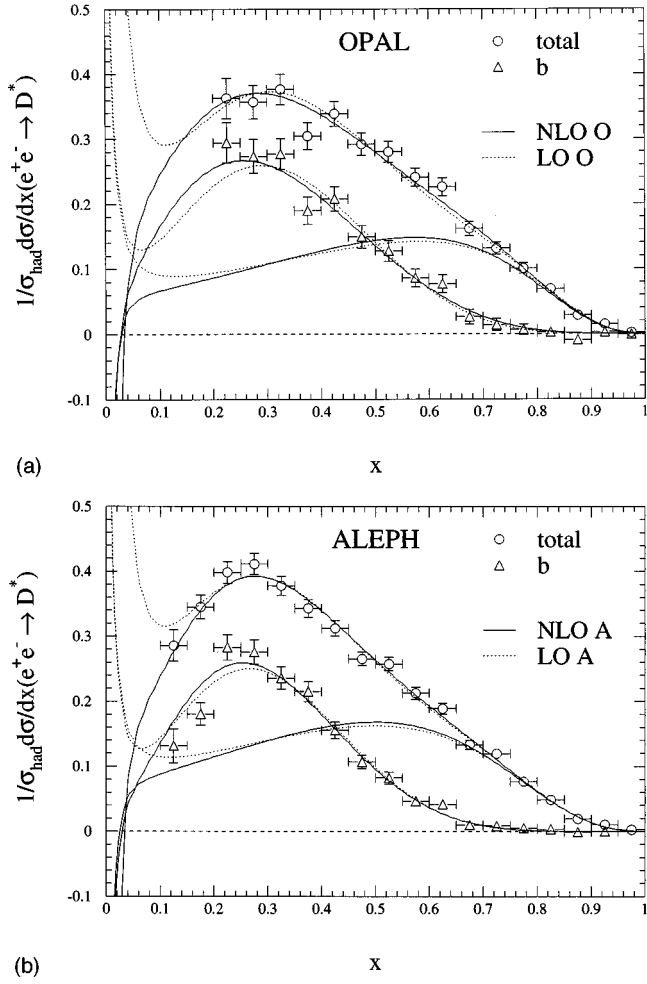 OPAL
total
b
NLO O
LO O
1/σ_had dσ/dx(e⁺e⁻ → D*)
0.5
0.4
0.3
0.2
0.1
0
-0.1
0 0.1 0.2 0.3 0.4 0.5 0.6 0.7 0.8 0.9 1
(a)
x
ALEPH
total
b
NLO A
LO A
1/σ_had dσ/dx(e⁺e⁻ → D*)
0.5
0.4
0.3
0.2
0.1
0
-0.1
0 0.1 0.2 0.3 0.4 0.5 0.6 0.7 0.8 0.9 1
(b)
x